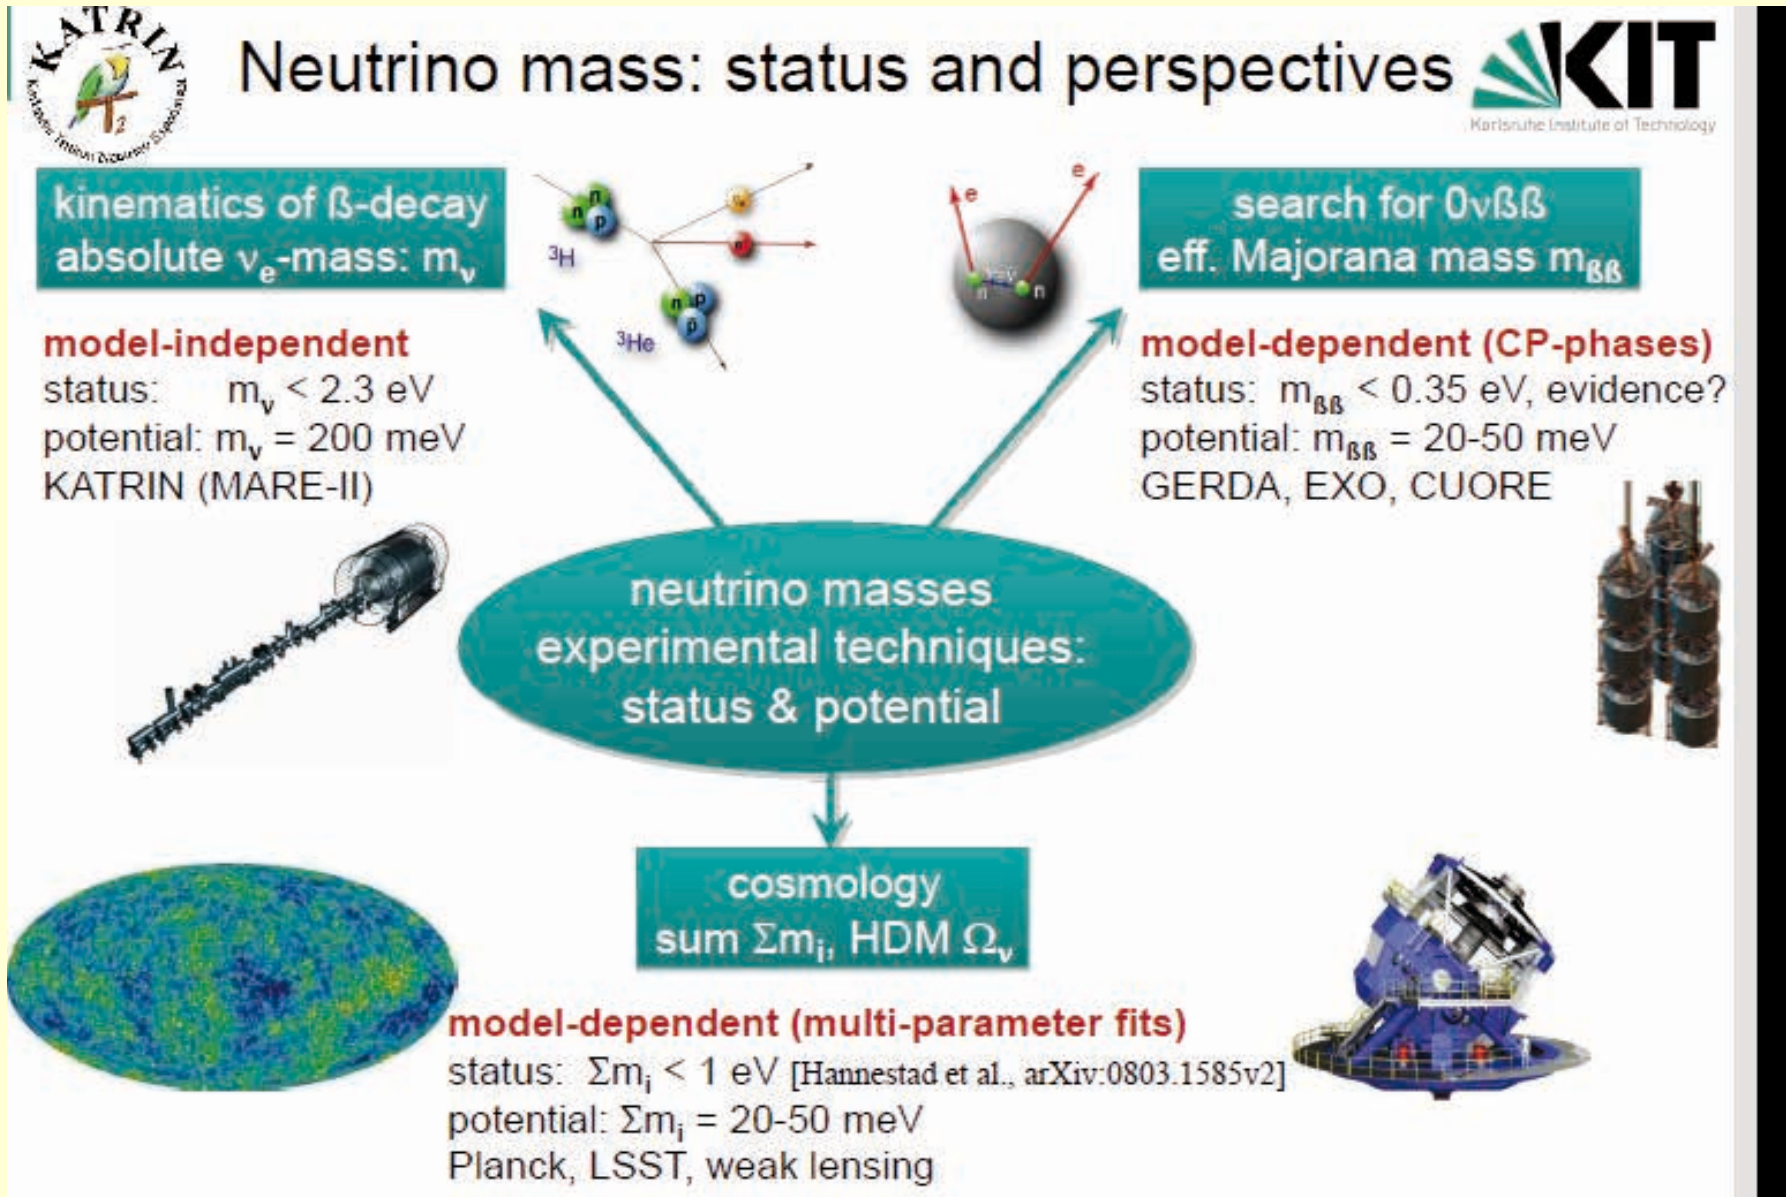 KATRIN
Neutrino mass: status and perspectives
KIT
Karlsruhe Institute of Technology
kinematics of ß-decay
absolute νe-mass: mν
n
n
p
³H
n
p
p
³He
e
e
n
n
search for 0νßß
eff. Majorana mass mßß
model-independent
status: mν < 2.3 eV
potential: mν = 200 meV
KATRIN (MARE-II)
model-dependent (CP-phases)
status: mßß < 0.35 eV, evidence?
potential: mßß = 20-50 meV
GERDA, EXO, CUORE
neutrino masses
experimental techniques:
status & potential
cosmology
sum Σmi, HDM Ων
model-dependent (multi-parameter fits)
status: Σmi < 1 eV [Hannestad et al., arXiv:0803.1585v2]
potential: Σmi = 20-50 meV
Planck, LSST, weak lensing